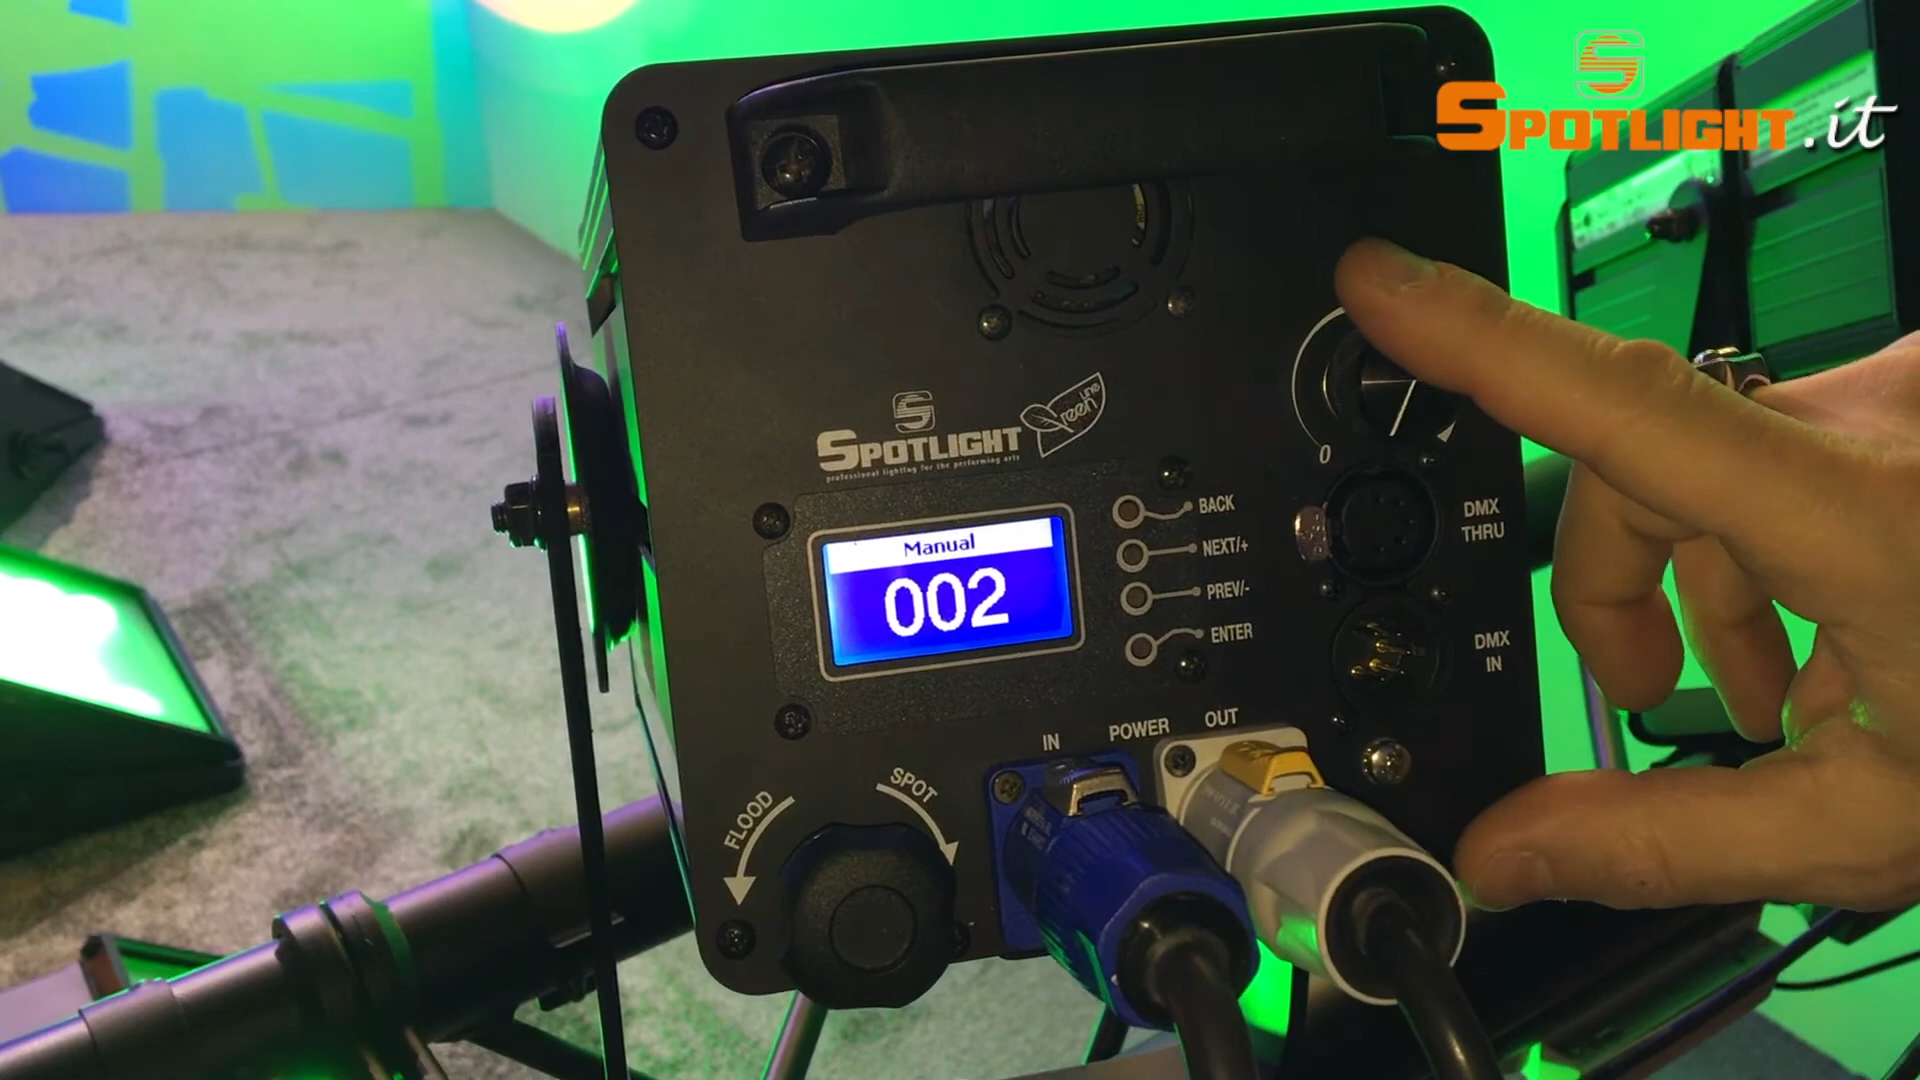 S
SPOTLIGHT.it
S
SPOTLIGHT
Green LINE
professional lighting for the performing arts
Manual
002
BACK
NEXT/+
PREV/-
ENTER
0
DMX
THRU
DMX
IN
IN
POWER
OUT
FLOOD
SPOT